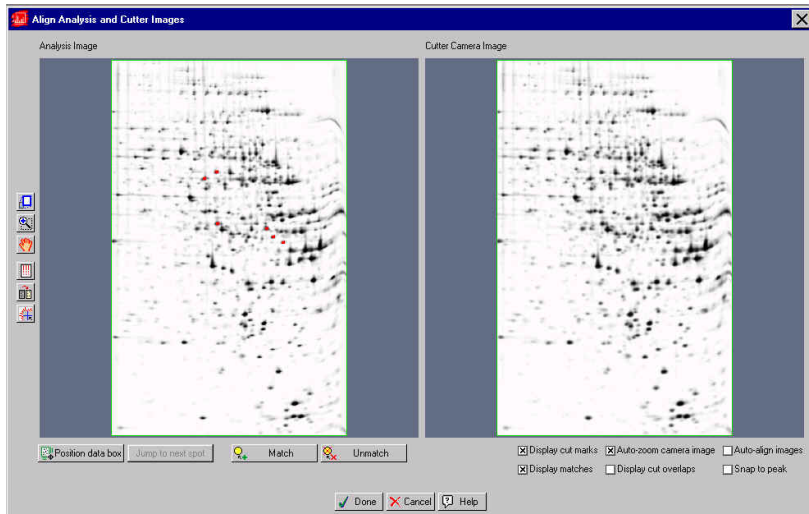 Align Analysis and Cutter Images
Analysis Image
Cutter Camera Image
Position data box
Jump to next spot
Match
Unmatch
Display cut marks
Auto-zoom camera image
Auto-align images
Display matches
Display cut overlaps
Snap to peak
Done
Cancel
Help